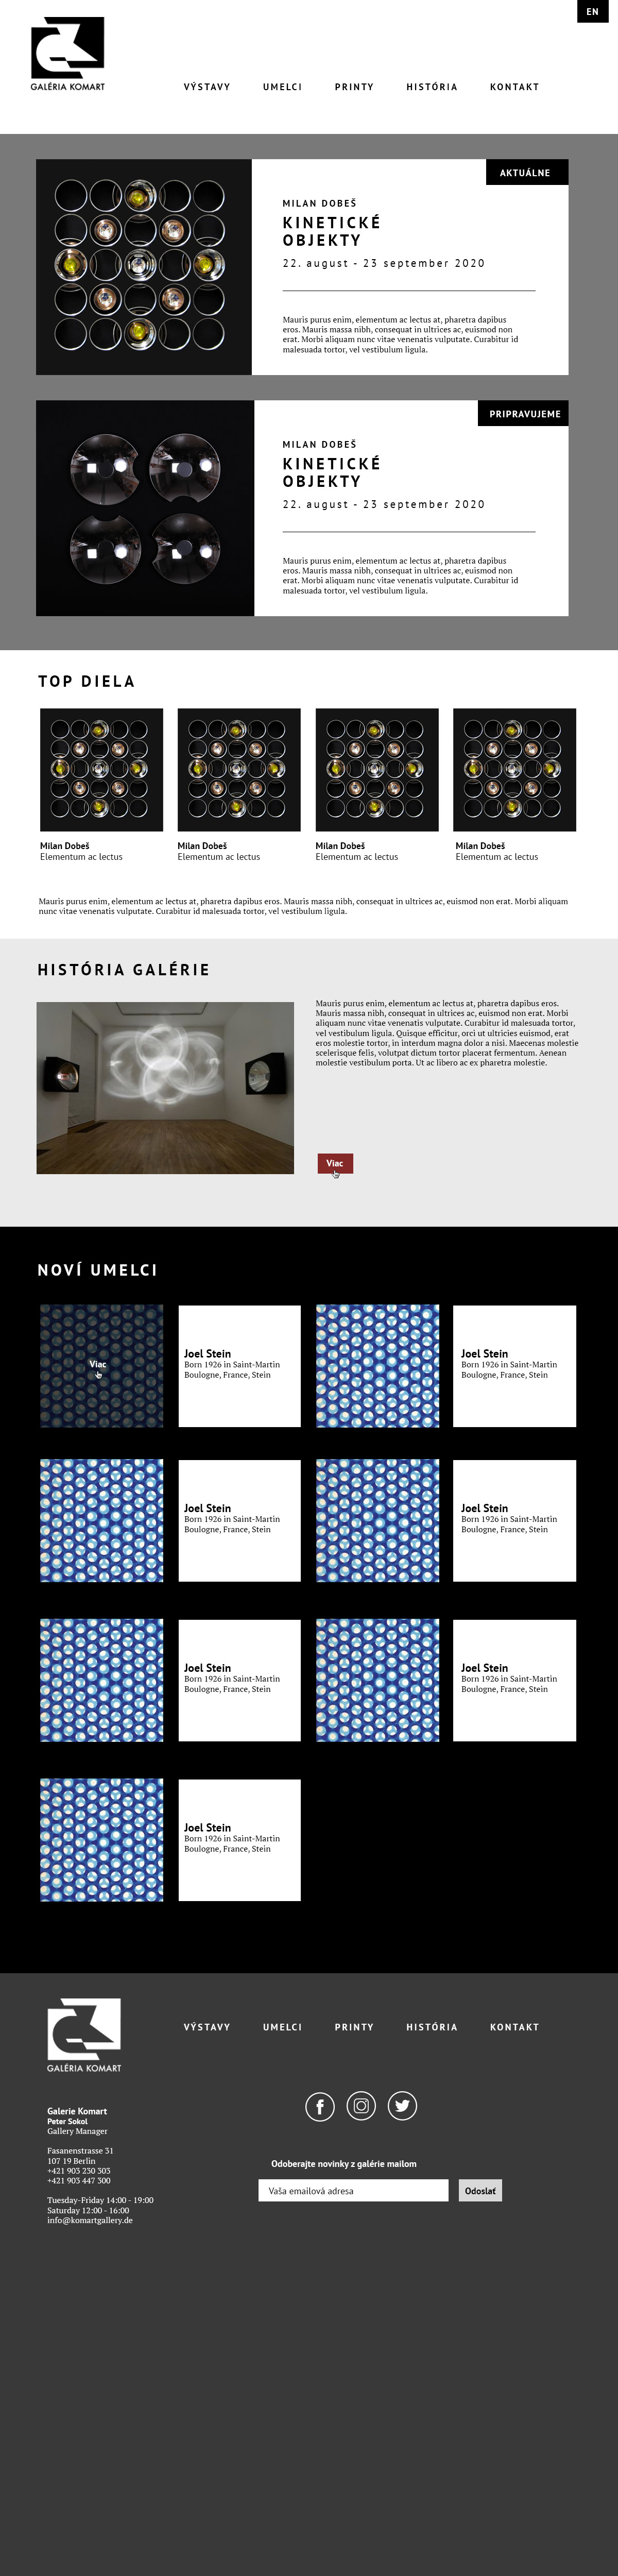 EN
GALÉRIA KOMART
VÝSTAVY UMELCI PRINTY HISTÓRIA KONTAKT
AKTUÁLNE
MILAN DOBEŠ
KINETICKÉ
OBJEKTY
22. august - 23 september 2020
Mauris purus enim, elementum ac lectus at, pharetra dapibus
eros. Mauris massa nibh, consequat in ultrices ac, euismod non
erat. Morbi aliquam nunc vitae venenatis vulputate. Curabitur id
malesuada tortor, vel vestibulum ligula.
PRIPRAVUJEME
MILAN DOBEŠ
KINETICKÉ
OBJEKTY
22. august - 23 september 2020
Mauris purus enim, elementum ac lectus at, pharetra dapibus
eros. Mauris massa nibh, consequat in ultrices ac, euismod non
erat. Morbi aliquam nunc vitae venenatis vulputate. Curabitur id
malesuada tortor, vel vestibulum ligula.
TOP DIELA
Milan Dobeš
Elementum ac lectus
Milan Dobeš
Elementum ac lectus
Milan Dobeš
Elementum ac lectus
Milan Dobeš
Elementum ac lectus
Mauris purus enim, elementum ac lectus at, pharetra dapibus eros. Mauris massa nibh, consequat in ultrices ac, euismod non erat. Morbi aliquam
nunc vitae venenatis vulputate. Curabitur id malesuada tortor, vel vestibulum ligula.
HISTÓRIA GALÉRIE
Mauris purus enim, elementum ac lectus at, pharetra dapibus eros.
Mauris massa nibh, consequat in ultrices ac, euismod non erat. Morbi
aliquam nunc vitae venenatis vulputate. Curabitur id malesuada tortor,
vel vestibulum ligula. Quisque efficitur, orci ut ultricies euismod, erat
eros molestie tortor, in interdum magna dolor a nisi. Maecenas molestie
scelerisque felis, volutpat dictum tortor placerat fermentum. Aenean
molestie vestibulum porta. Ut ac libero ac ex pharetra molestie.
Viac
NOVÍ UMELCI
Viac
Joel Stein
Born 1926 in Saint-Martin
Boulogne, France, Stein
Joel Stein
Born 1926 in Saint-Martin
Boulogne, France, Stein
Joel Stein
Born 1926 in Saint-Martin
Boulogne, France, Stein
Joel Stein
Born 1926 in Saint-Martin
Boulogne, France, Stein
Joel Stein
Born 1926 in Saint-Martin
Boulogne, France, Stein
Joel Stein
Born 1926 in Saint-Martin
Boulogne, France, Stein
Joel Stein
Born 1926 in Saint-Martin
Boulogne, France, Stein
GALÉRIA KOMART
VÝSTAVY UMELCI PRINTY HISTÓRIA KONTAKT
Galerie Komart
Peter Sokol
Gallery Manager
Fasanenstrasse 31
107 19 Berlin
+421 903 230 303
+421 903 447 300
Tuesday-Friday 14:00 - 19:00
Saturday 12:00 - 16:00
info@komartgallery.de
Odoberajte novinky z galérie mailom
Vaša emailová adresa
Odoslať